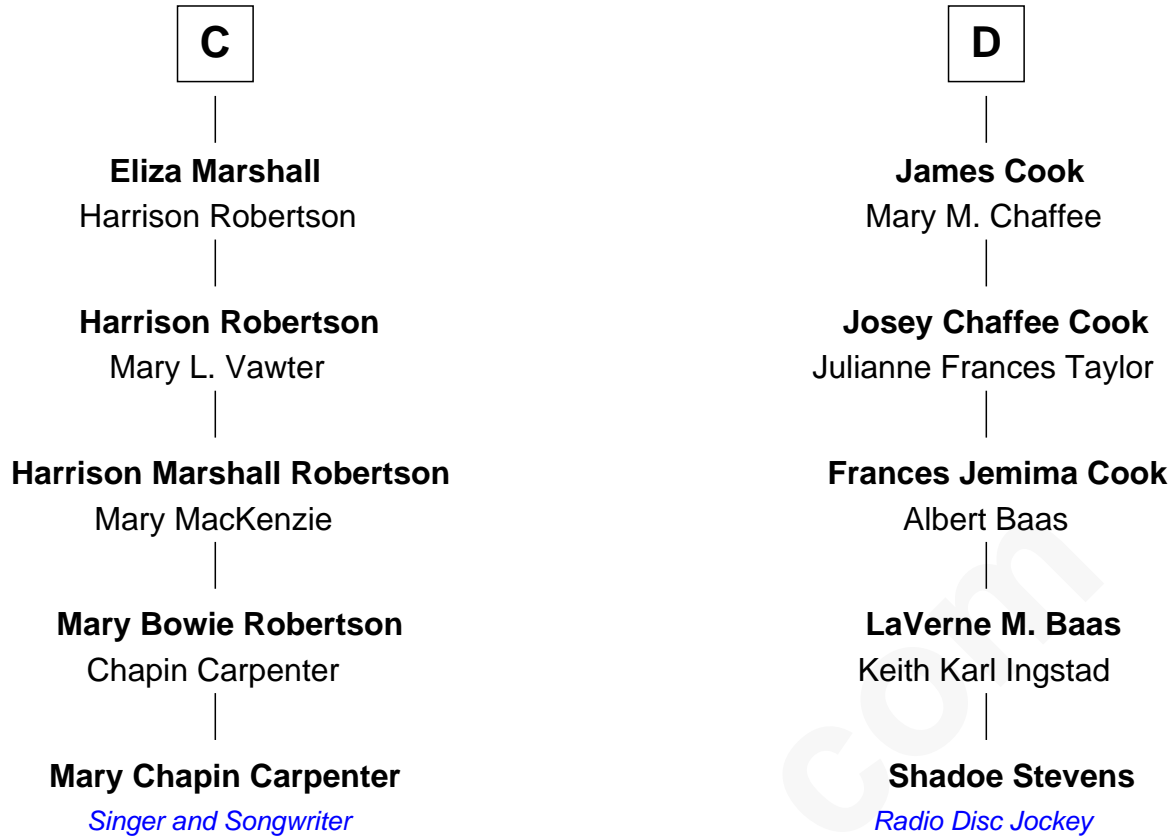 C
Eliza Marshall
Harrison Robertson
Harrison Robertson
Mary L. Vawter
Harrison Marshall Robertson
Mary MacKenzie
Mary Bowie Robertson
Chapin Carpenter
Mary Chapin Carpenter
Singer and Songwriter
D
James Cook
Mary M. Chaffee
Josey Chaffee Cook
Julianne Frances Taylor
Frances Jemima Cook
Albert Baas
LaVerne M. Baas
Keith Karl Ingstad
Shadoe Stevens
Radio Disc Jockey
com